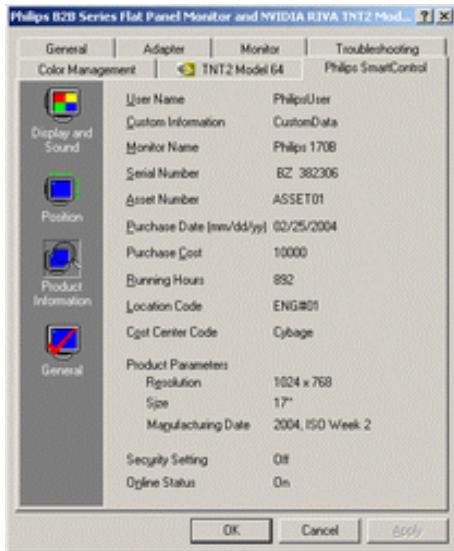 Philips B2B Series Flat Panel Monitor and NVIDIA RIVA TNT2 Mod...
General Adapter Monitor Troubleshooting
Color Management TNT2 Model 64 Philips SmartControl
Display and
Sound
Position
Product
Information
General
User Name PhilipsUser
Custom Information CustomData
Monitor Name Philips 170B
Serial Number BZ 382306
Asset Number ASSET01
Purchase Date (mm/dd/yy) 02/25/2004
Purchase Cost 10000
Running Hours 892
Location Code ENG#01
Cost Center Code Cybage
Product Parameters
Resolution 1024 x 768
Size 17"
Manufacturing Date 2004, ISO Week 2
Security Setting Off
Online Status On
OK Cancel Apply